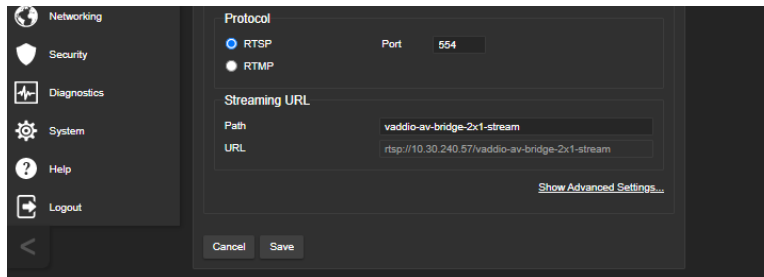 Networking
Security
Diagnostics
System
Help
Logout
Protocol
RTSP Port 554
RTMP
Streaming URL
Path vaddio-av-bridge-2x1-stream
URL rtsp://10.30.240.57/vaddio-av-bridge-2x1-stream
Show Advanced Settings...
Cancel Save